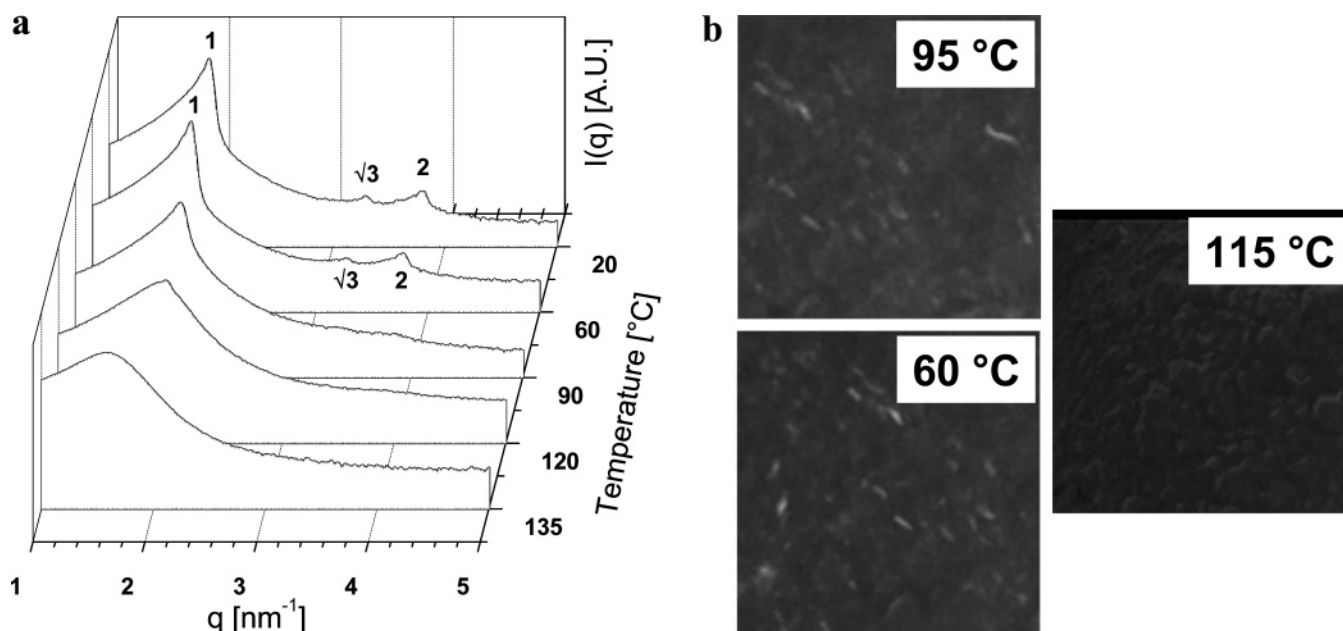 a
I(q) [A.U.]
1
1
√3
2
√3
2
20
60
90
120
135
Temperature [°C]
1
2
3
4
5
q [nm⁻¹]
b
95 °C
60 °C
115 °C